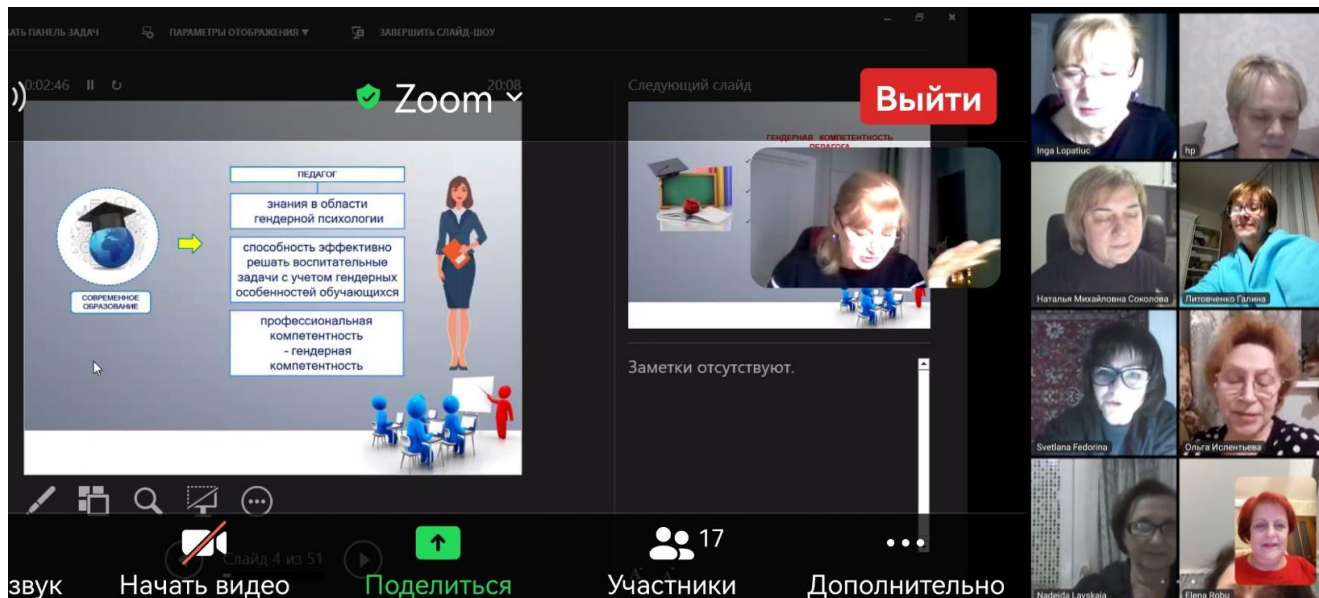 АТЬ ПАНЕЛЬ ЗАДАЧ
ПАРАМЕТРЫ ОТОБРАЖЕНИЯ ▼
ЗАВЕРШИТЬ СЛАЙД-ШОУ
0:02:46
20:08
Следующий слайд
Zoom
Выйти
СОВРЕМЕННОЕ
ОБРАЗОВАНИЕ
ПЕДАГОГ
знания в области
гендерной психологии
способность эффективно
решать воспитательные
задачи с учетом гендерных
особенностей обучающихся
профессиональная
компетентность
- гендерная
компетентность
ГЕНДЕРНАЯ КОМПЕТЕНТНОСТЬ
ПЕДАГОГА
Заметки отсутствуют.
Слайд 4 из 51
звук
Начать видео
Поделиться
17
Участники
Дополнительно
Inga Lopatiuc
hp
Наталья Михайловна Соколова
Литовченко Галина
Svetlana Fedorina
Ольга Ислентьева
Nadejda Lavskaia
Elena Robu